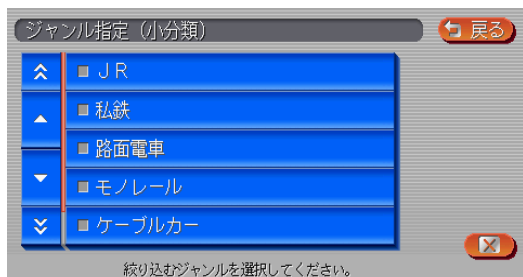 ジャンル指定（小分類）
戻る
ＪＲ
私鉄
路面電車
モノレール
ケーブルカー
絞り込むジャンルを選択してください。